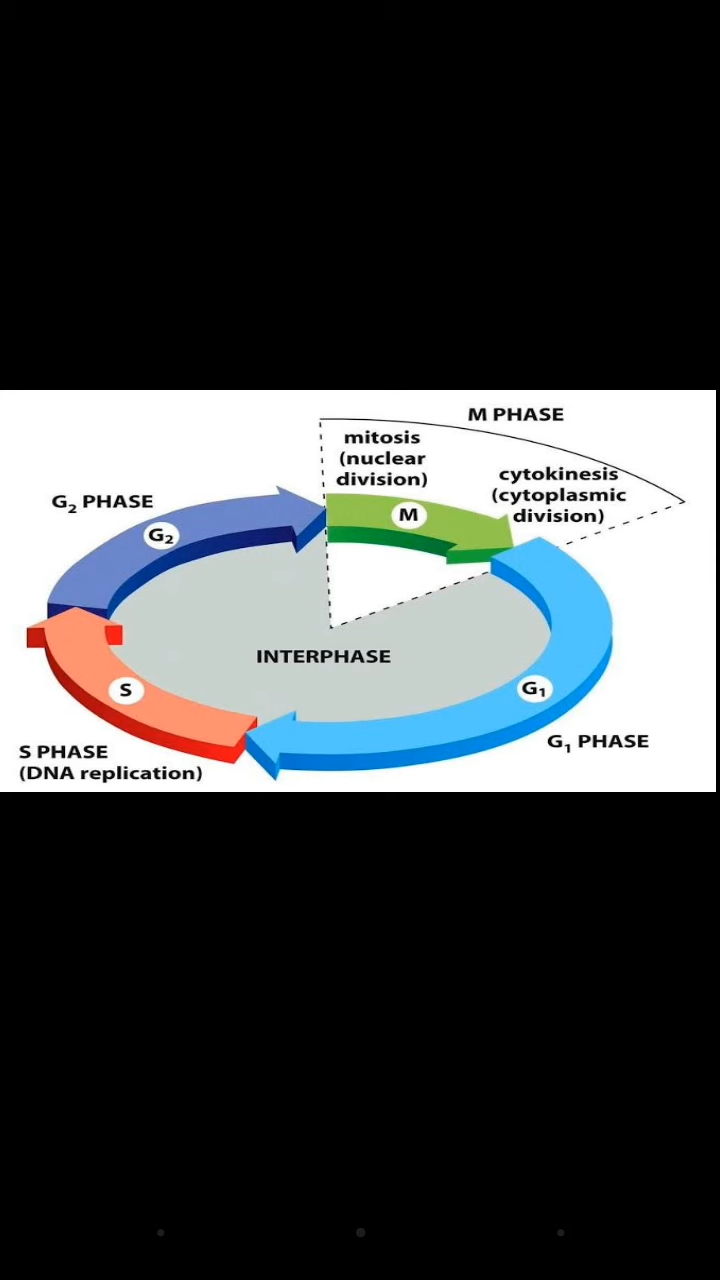 M PHASE
mitosis
(nuclear
division)
cytokinesis
(cytoplasmic
division)
G₂ PHASE
G₂
M
INTERPHASE
S
G₁
S PHASE
(DNA replication)
G₁ PHASE